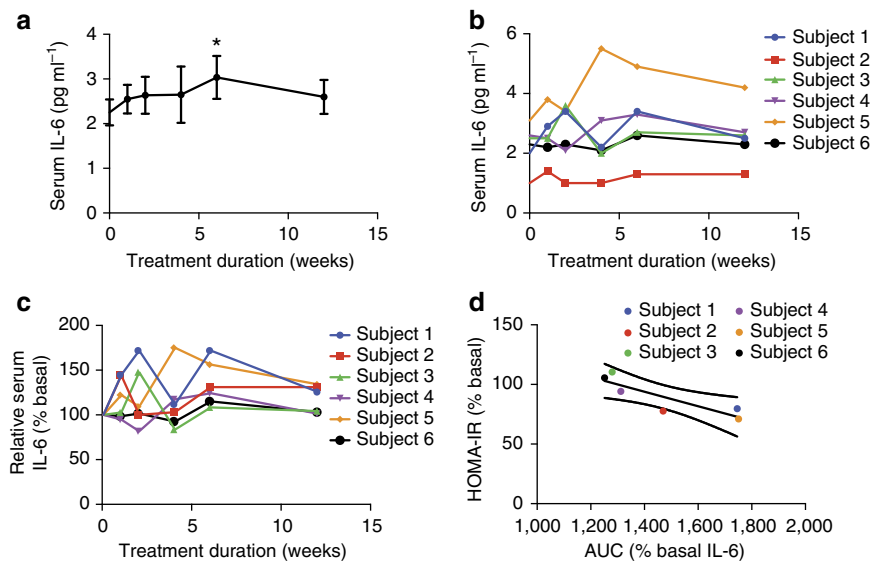 a
Serum IL-6 (pg ml⁻¹)
4
3
2
1
0
*
0
5
10
15
Treatment duration (weeks)
b
Serum IL-6 (pg ml⁻¹)
6
4
2
0
0
5
10
15
Treatment duration (weeks)
Subject 1
Subject 2
Subject 3
Subject 4
Subject 5
Subject 6
c
Relative serum
IL-6 (% basal)
200
150
100
50
0
0
5
10
15
Treatment duration (weeks)
Subject 1
Subject 2
Subject 3
Subject 4
Subject 5
Subject 6
d
Subject 1
Subject 2
Subject 3
Subject 4
Subject 5
Subject 6
HOMA-IR (% basal)
150
100
50
0
1,000
1,200
1,400
1,600
1,800
2,000
AUC (% basal IL-6)